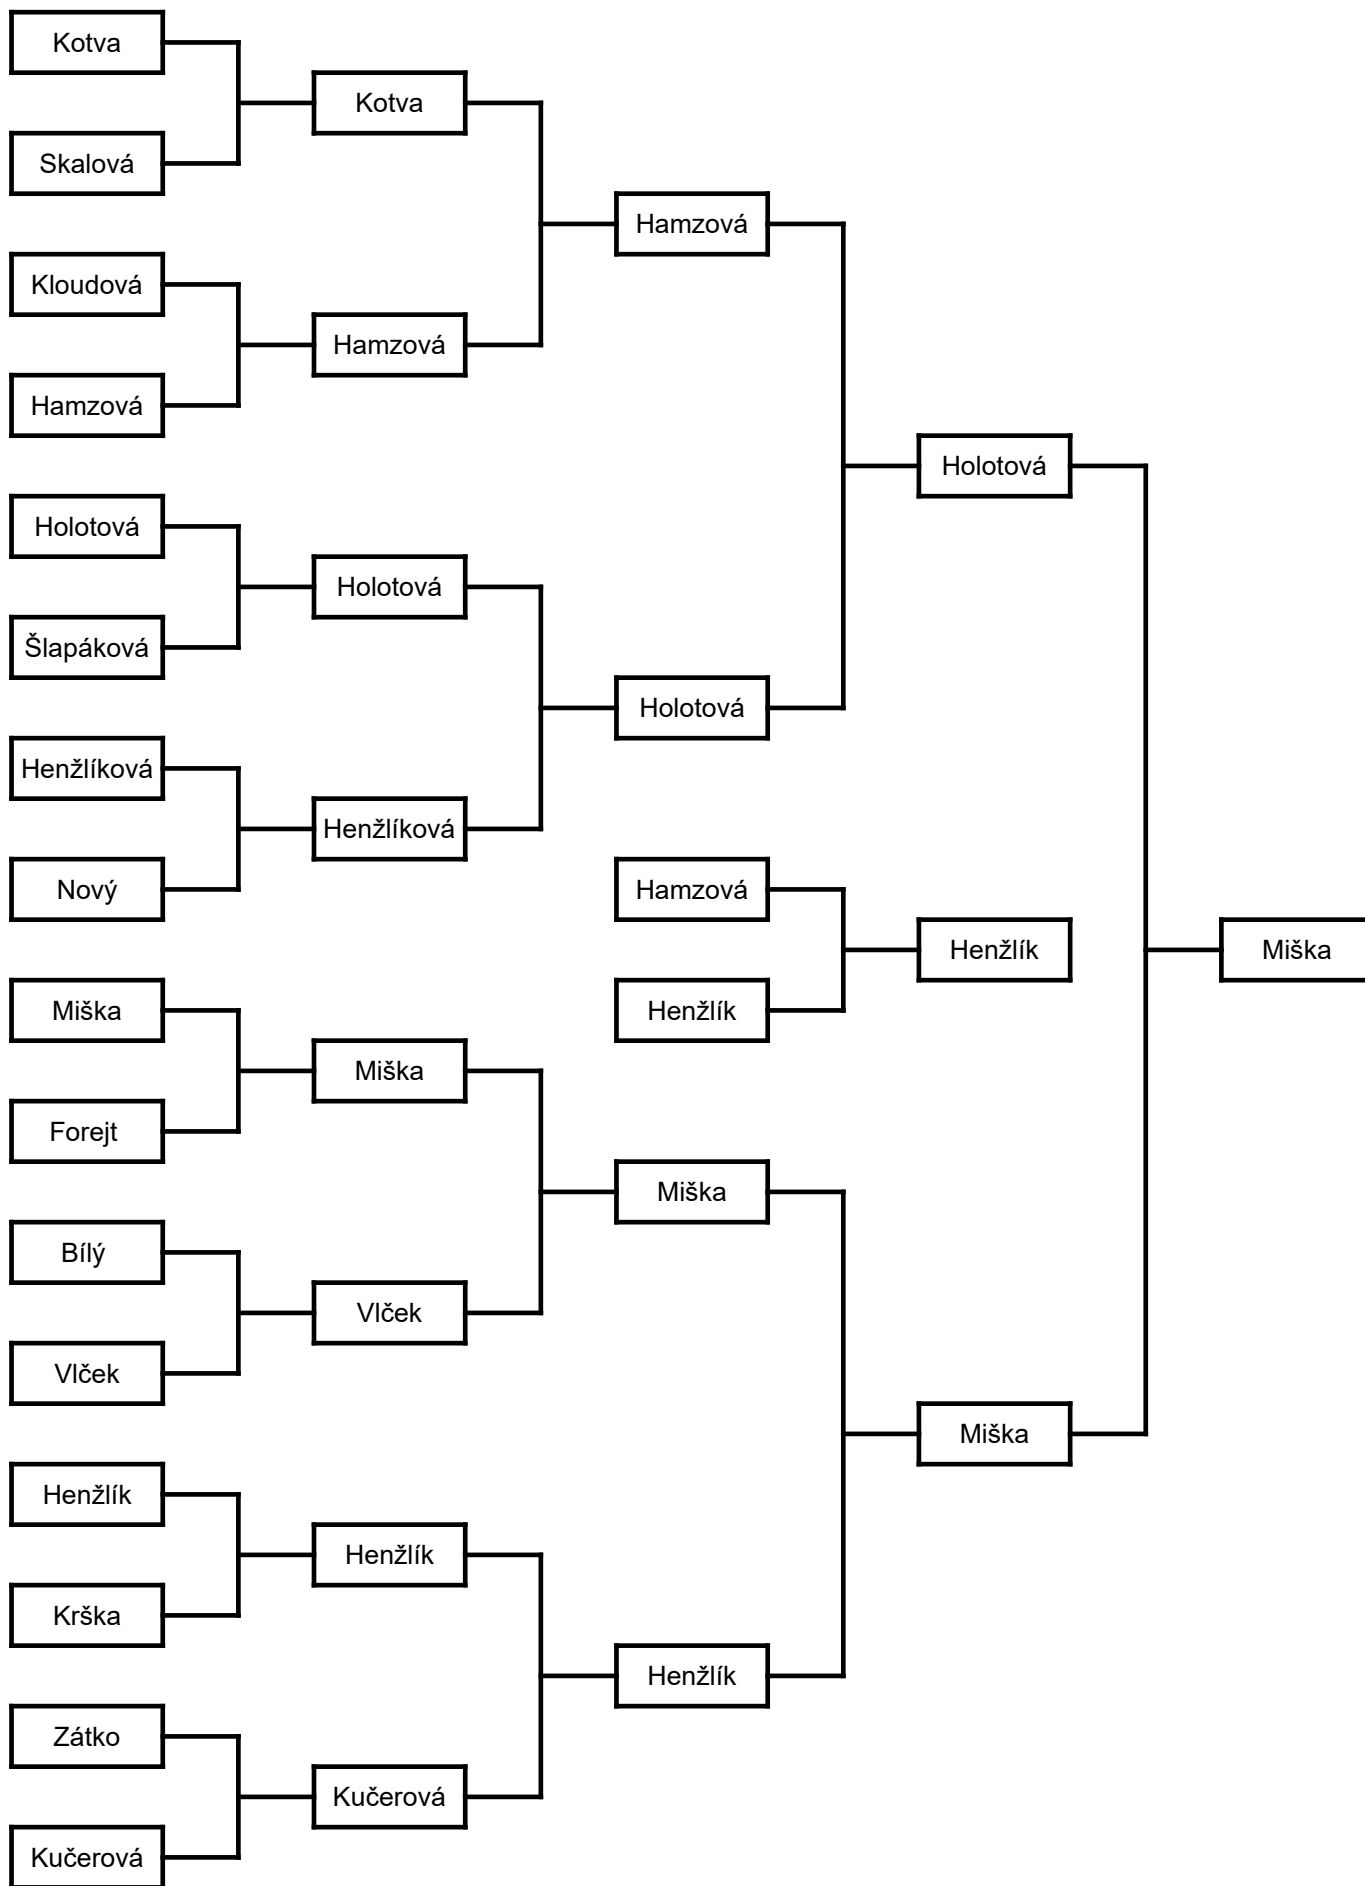 Kotva
Skalová
Kloudová
Hamzová
Holotová
Šlapáková
Henžlíková
Nový
Miška
Forejt
Bílý
Vlček
Henžlík
Krška
Zátko
Kučerová
Kotva
Hamzová
Holotová
Henžlíková
Miška
Vlček
Henžlík
Kučerová
Hamzová
Holotová
Hamzová
Henžlík
Miška
Henžlík
Holotová
Henžlík
Miška
Miška